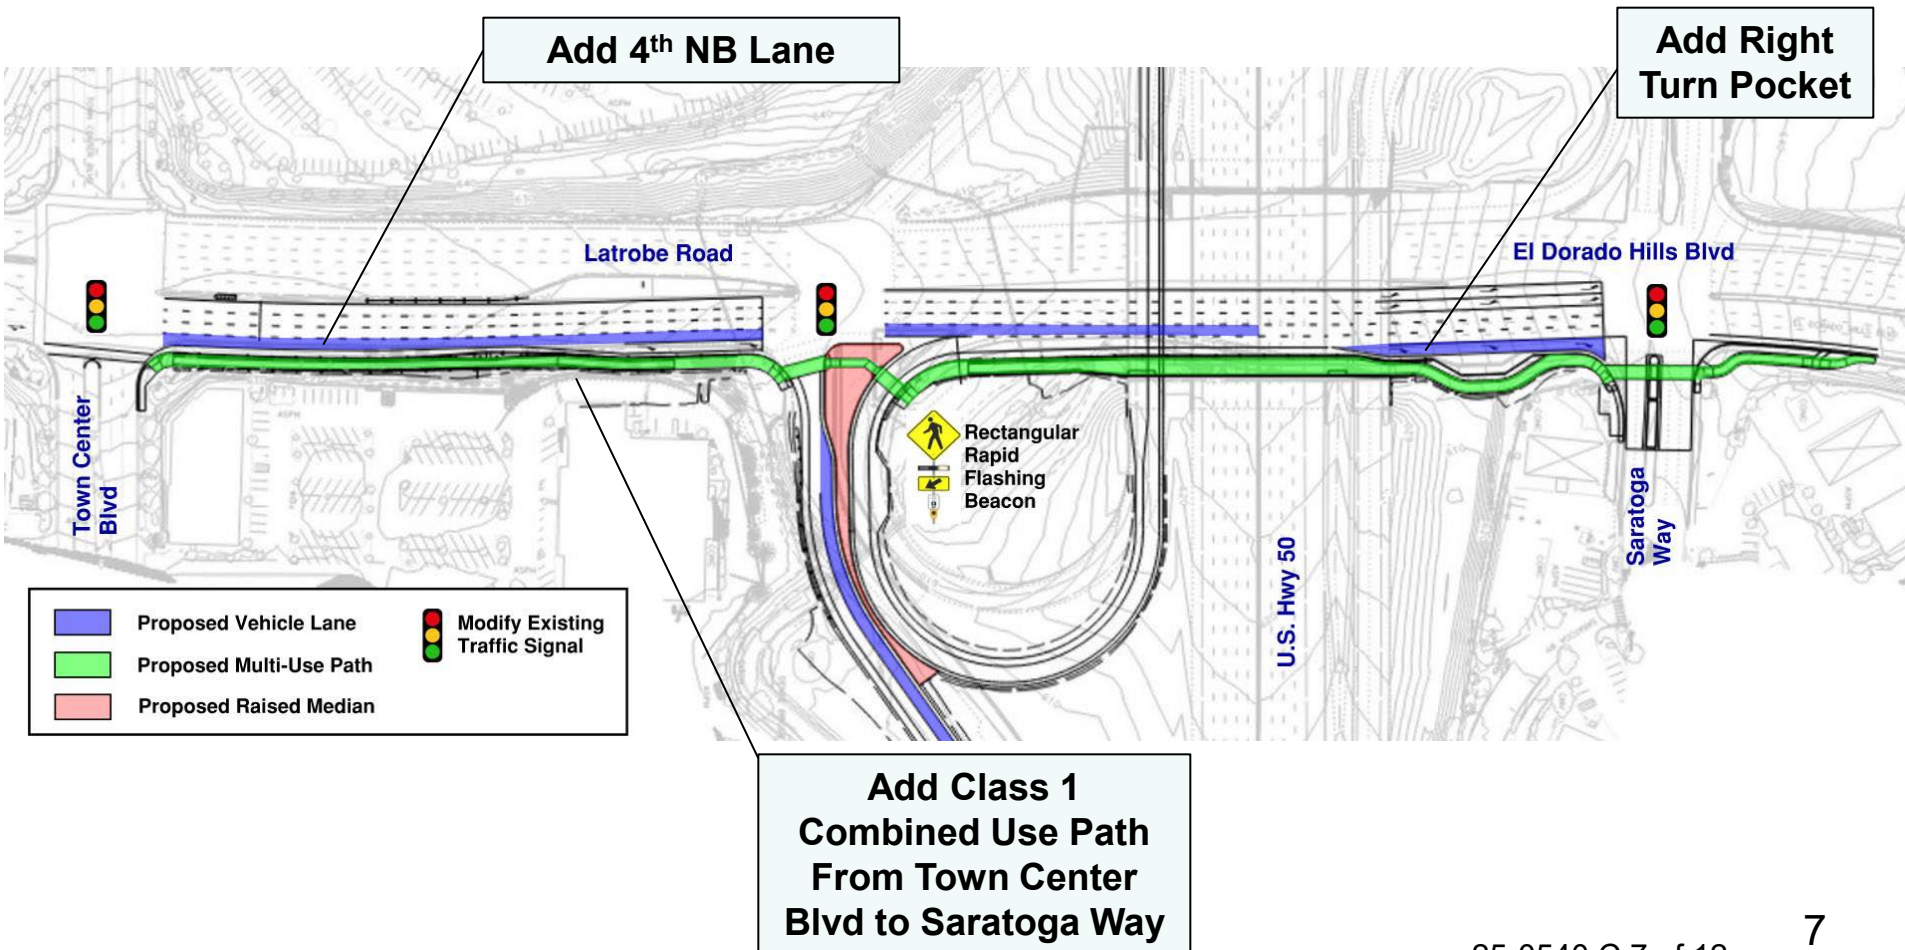 Add 4th NB Lane
Add Right
Turn Pocket
Latrobe Road
El Dorado Hills Blvd
Town Center
Blvd
Rectangular
Rapid
Flashing
Beacon
U.S. Hwy 50
Saratoga
Way
Proposed Vehicle Lane
Proposed Multi-Use Path
Proposed Raised Median
Modify Existing
Traffic Signal
Add Class 1
Combined Use Path
From Town Center
Blvd to Saratoga Way
7